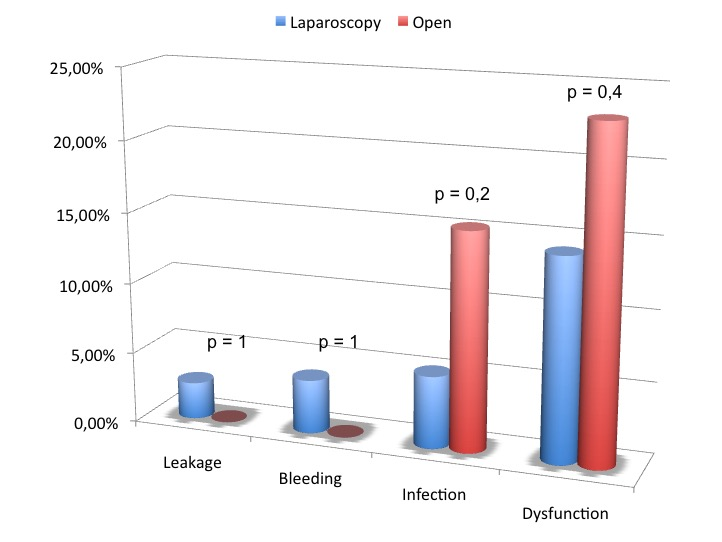 Laparoscopy Open
25,00%
20,00%
15,00%
10,00%
5,00%
0,00%
p = 0,4
p = 0,2
p = 1 p = 1
Leakage
Bleeding
Infection
Dysfunction